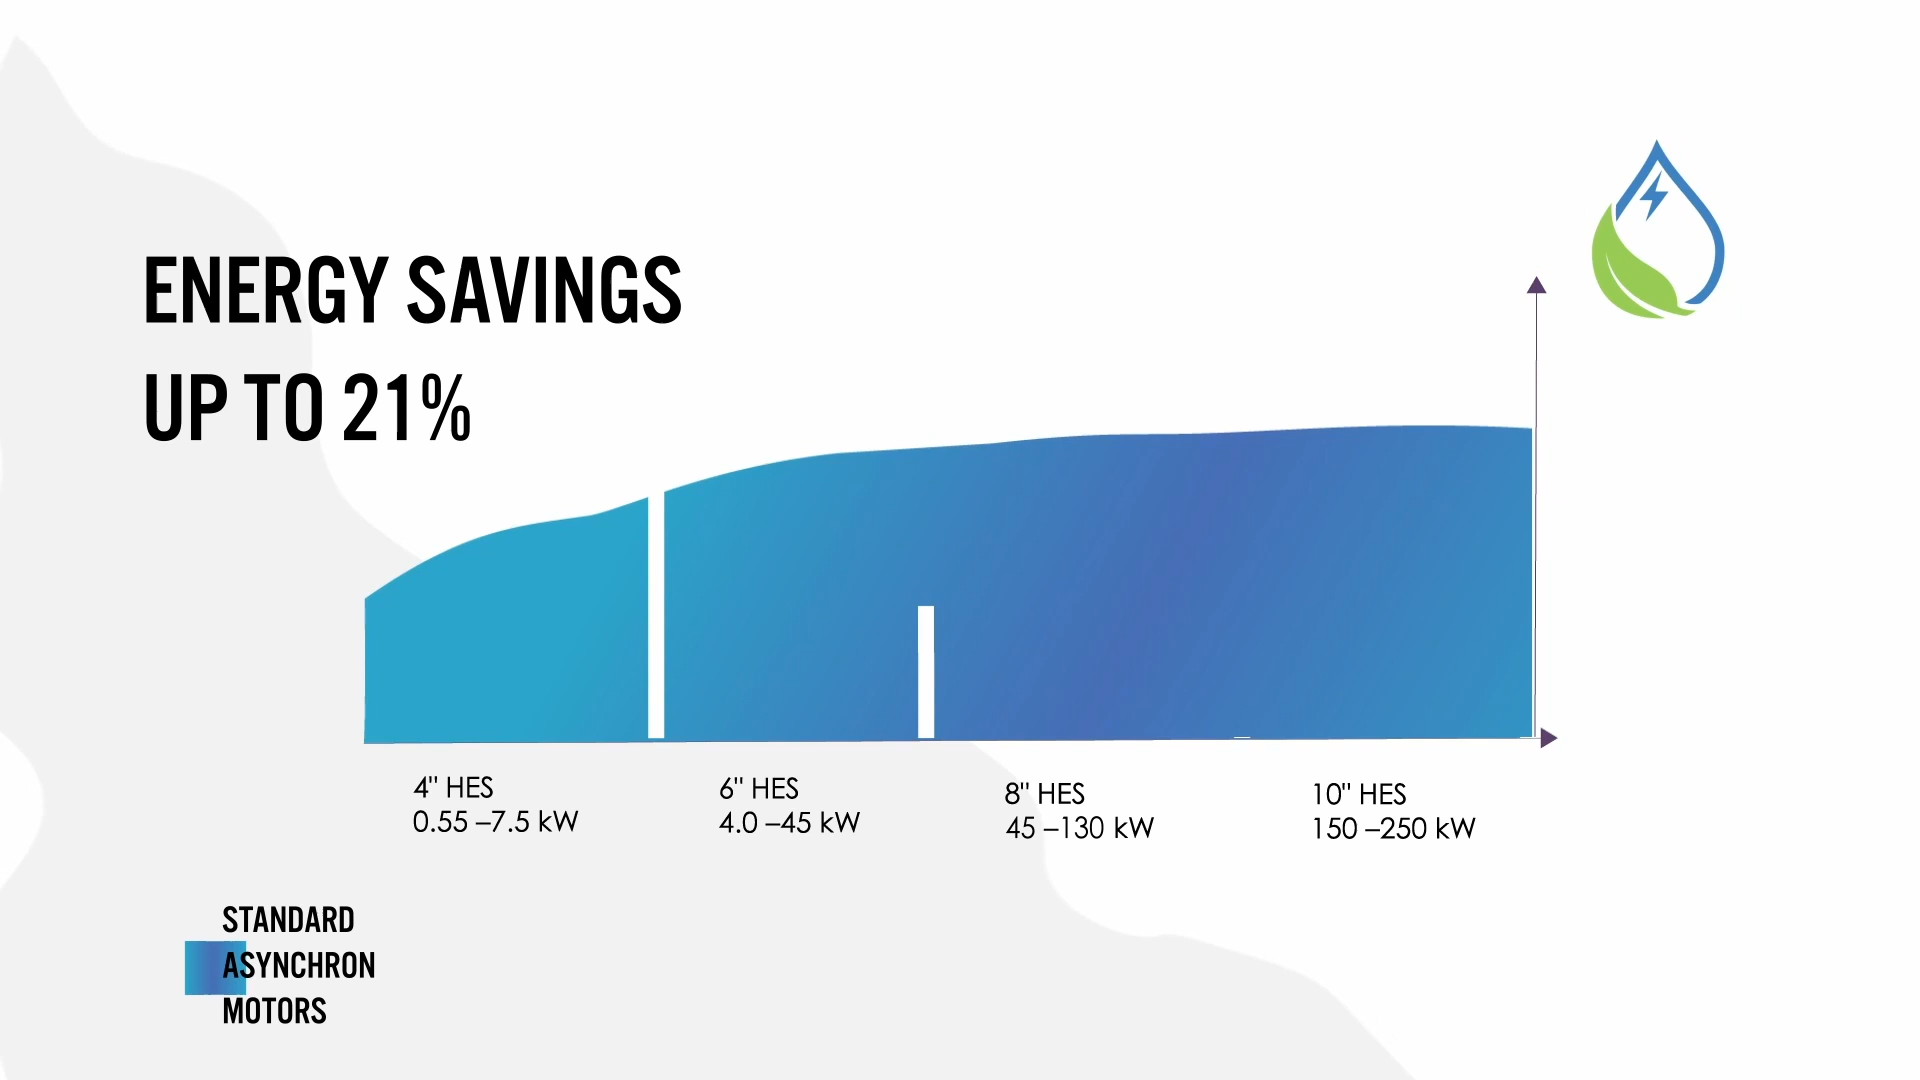 ENERGY SAVINGS
UP TO 21%
4" HES
0.55 –7.5 kW
6" HES
4.0 –45 kW
8" HES
45 –130 kW
10" HES
150 –250 kW
STANDARD
ASYNCHRON
MOTORS